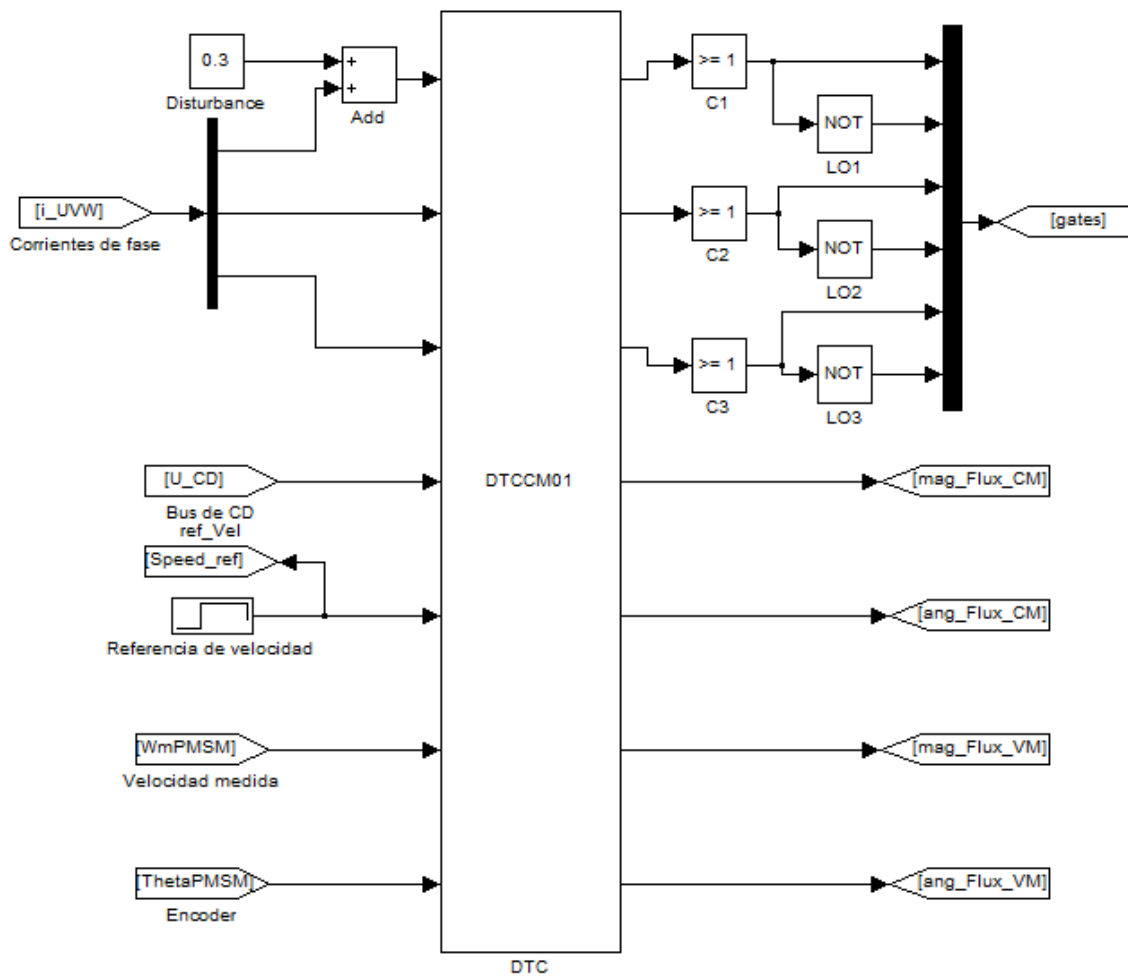 0.3
Disturbance
+
+
Add
[i_UVW]
Corrientes de fase
[U_CD]
Bus de CD
ref_Vel
[Speed_ref]
Referencia de velocidad
[WmPMSM]
Velocidad medida
[ThetaPMSM]
Encoder
DTCCM01
DTC
>= 1
C1
NOT
LO1
>= 1
C2
NOT
LO2
>= 1
C3
NOT
LO3
[gates]
[mag_Flux_CM]
[ang_Flux_CM]
[mag_Flux_VM]
[ang_Flux_VM]